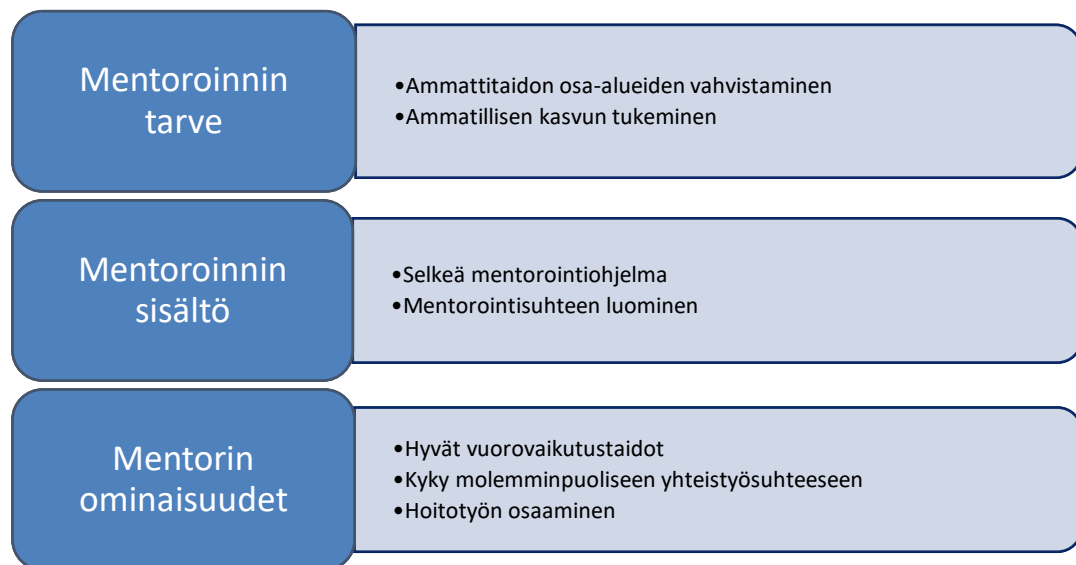 Mentoroinnin
tarve
•Ammattitaidon osa-alueiden vahvistaminen
•Ammatillisen kasvun tukeminen
Mentoroinnin
sisältö
•Selkeä mentorointiohjelma
•Mentorointisuhteen luominen
Mentorin
ominaisuudet
•Hyvät vuorovaikutustaidot
•Kyky molemminpuoliseen yhteistyösuhteeseen
•Hoitotyön osaaminen